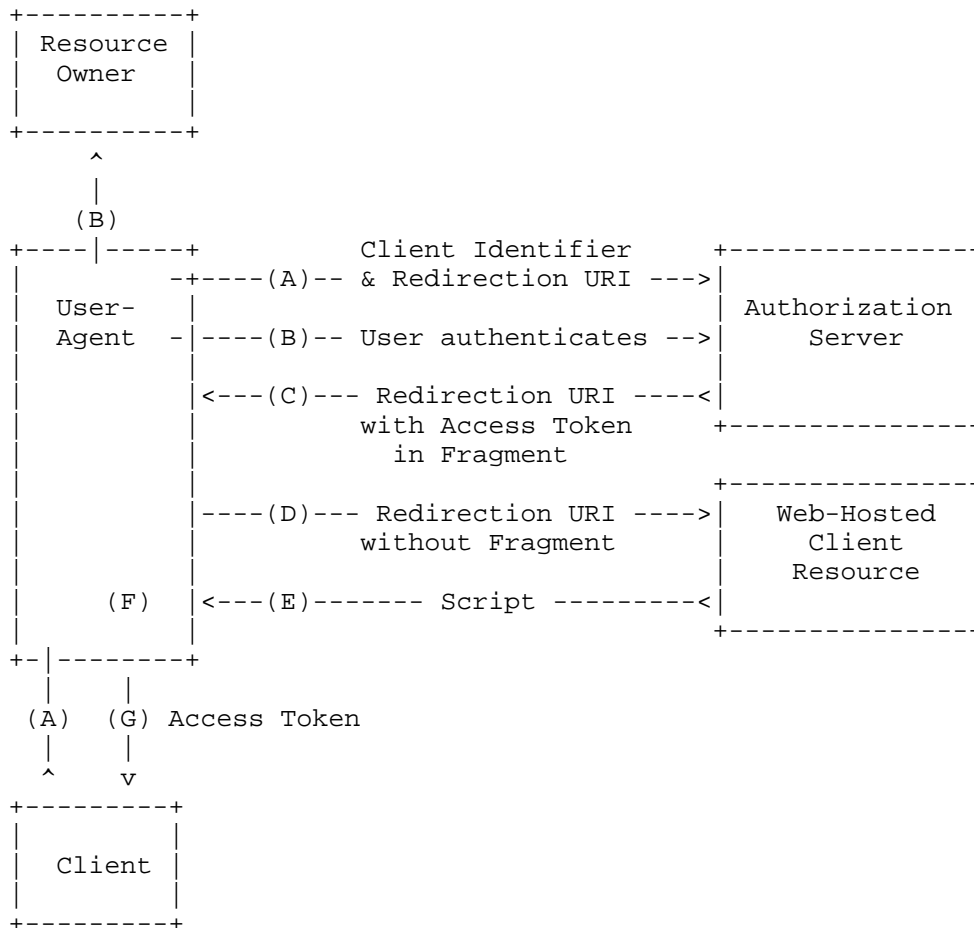 +----------+
| Resource |
|  Owner   |
|          |
+----------+
     ^
     |
    (B)
+----|-----+          Client Identifier     +---------------
|         -+----(A)-- & Redirection URI --->|
|  User-   |                                | Authorization
|  Agent  -|----(B)-- User authenticates -->|     Server
|          |                                |
|          |<---(C)--- Redirection URI ----<|
|          |          with Access Token     +---------------
|          |            in Fragment
|          |                                +---------------
|          |----(D)--- Redirection URI ---->|   Web-Hosted
|          |          without Fragment      |     Client
|          |                                |    Resource
|     (F)  |<---(E)------- Script ---------<|
|          |                                +---------------
+-|--------+
  |    |
 (A)  (G) Access Token
  |    |
  ^    v
+---------+
|         |
|  Client |
|         |
+---------+